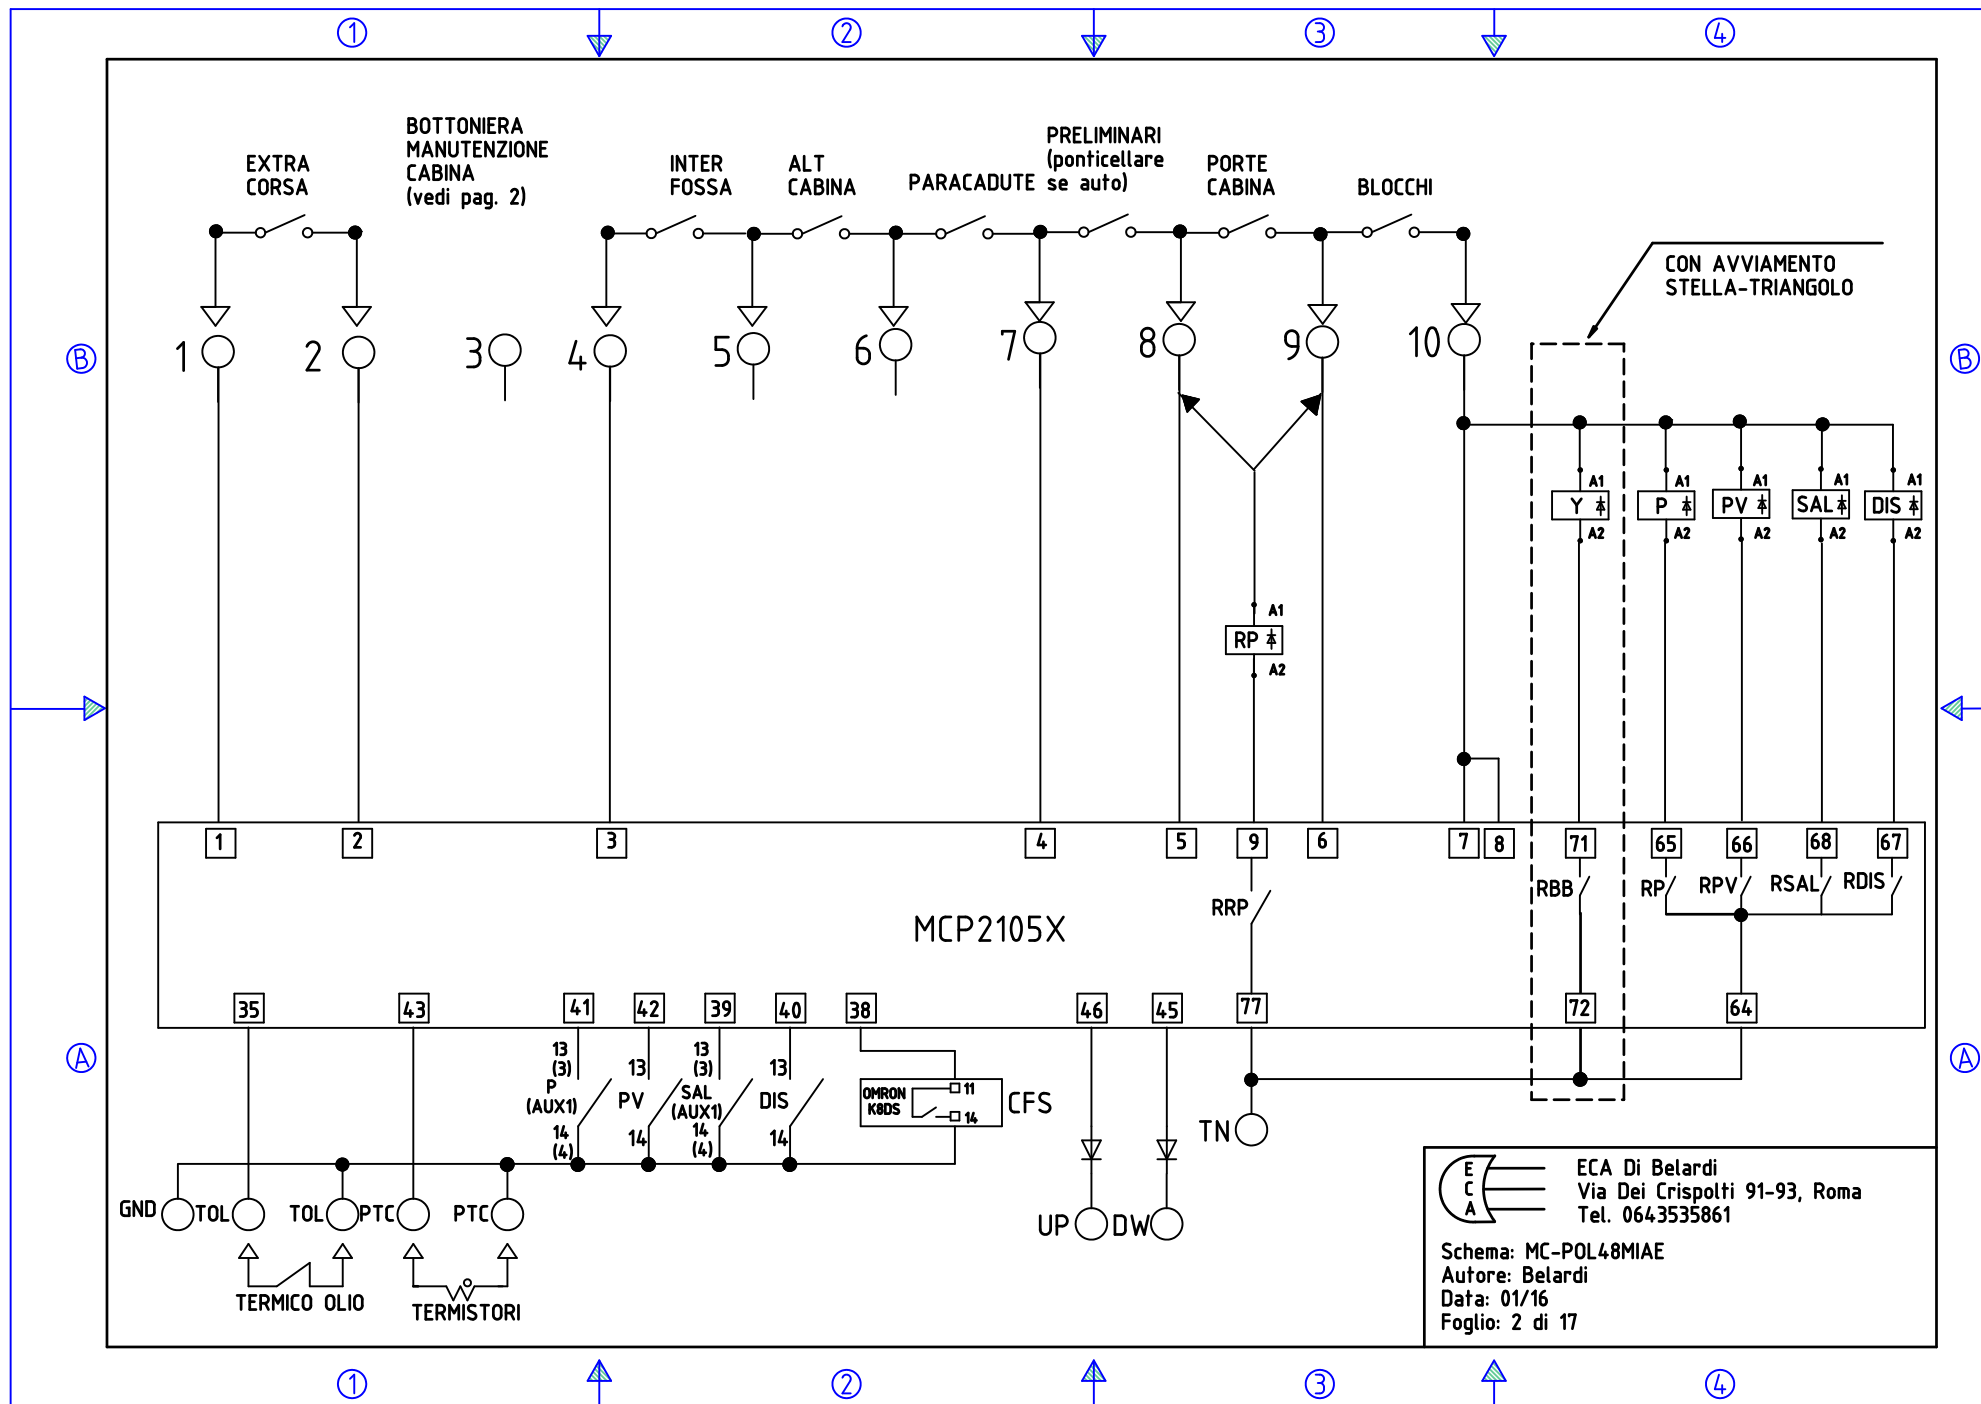 1
2
3
4
EXTRA
CORSA
BOTTONIERA
MANUTENZIONE
CABINA
(vedi pag. 2)
INTER
FOSSA
ALT
CABINA
PARACADUTE
PRELIMINARI
(ponticellare
se auto)
PORTE
CABINA
BLOCCHI
CON AVVIAMENTO
STELLA-TRIANGOLO
B
1
2
3
4
5
6
7
8
9
10
B
A1
A1
A1
A1
A1
Y
P
PV
SAL
DIS
A2
A2
A2
A2
A2
A1
RP
A2
1
2
3
4
5
9
6
7
8
71
65
66
68
67
RRP
RBB
RP
RPV
RSAL
RDIS
MCP2105X
35
43
41
42
39
40
38
46
45
77
72
64
A
13
(3)
P
(AUX1)
14
(4)
13
PV
14
13
(3)
SAL
(AUX1)
14
(4)
13
DIS
14
OMRON
K8DS
11
14
CFS
A
TN
GND
TOL
TOL
PTC
PTC
UP
DW
TERMICO OLIO
TERMISTORI
E
C
A
ECA Di Belardi
Via Dei Crispolti 91-93, Roma
Tel. 0643535861
Schema: MC-POL48MIAE
Autore: Belardi
Data: 01/16
Foglio: 2 di 17
1
2
3
4